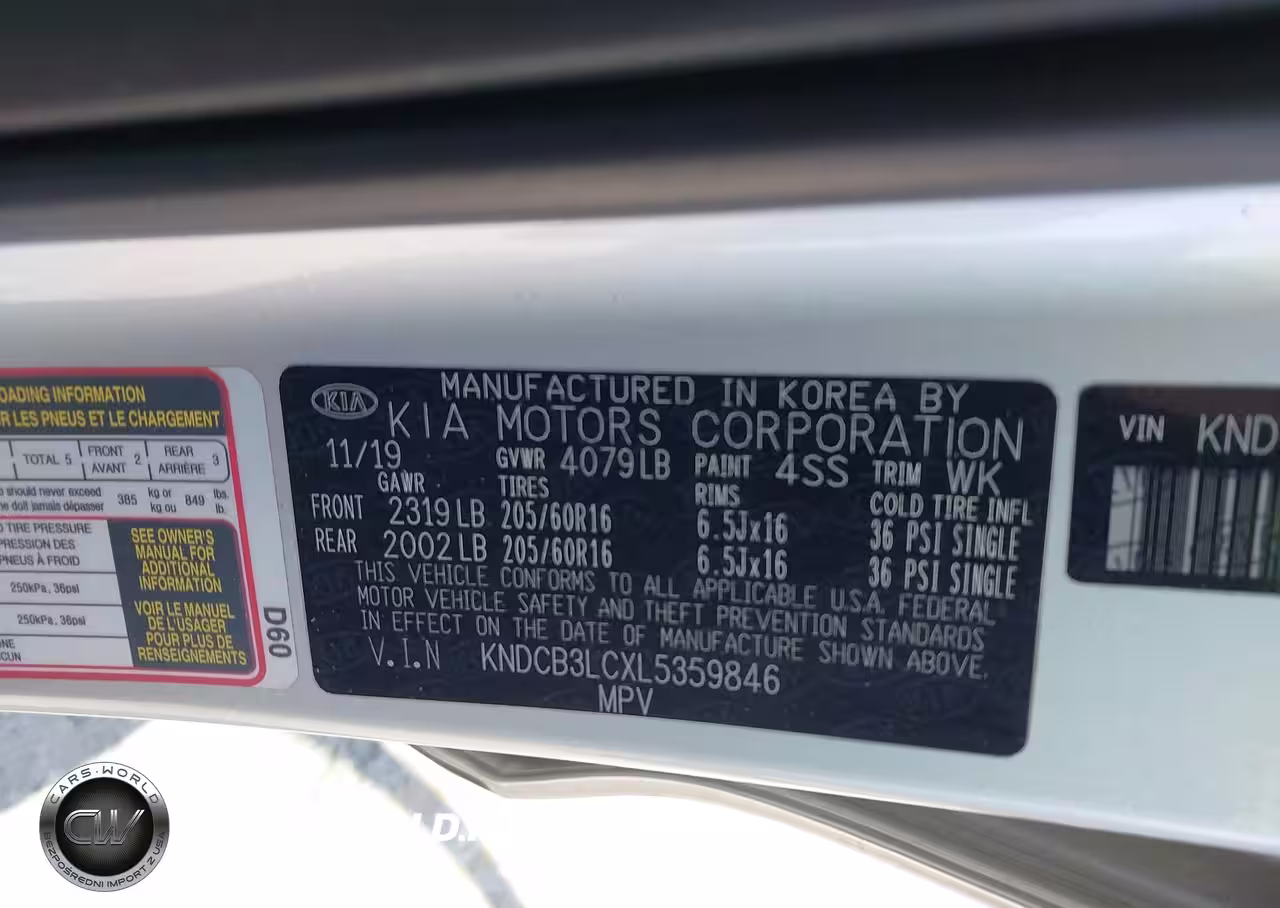 OADING INFORMATION
R LES PNEUS ET LE CHARGEMENT
TOTAL 5 FRONT AVANT 2 REAR ARRIÈRE 3
should never exceed
ne doit jamais dépasser 385 kg or kg ou 849 lbs. lb.
TIRE PRESSURE
PRESSION DES
PNEUS À FROID
250kPa, 36psi
250kPa, 36psi
SEE OWNER'S
MANUAL FOR
ADDITIONAL
INFORMATION
VOIR LE MANUEL
DE L'USAGER
POUR PLUS DE
RENSEIGNEMENTS
D60
KIA
MANUFACTURED IN KOREA BY
KIA MOTORS CORPORATION
11/19 GVWR 4079LB PAINT 4SS TRIM WK
GAWR TIRES RIMS COLD TIRE INFL
FRONT 2319LB 205/60R16 6.5Jx16 36 PSI SINGLE
REAR 2002LB 205/60R16 6.5Jx16 36 PSI SINGLE
THIS VEHICLE CONFORMS TO ALL APPLICABLE U.S.A. FEDERAL
MOTOR VEHICLE SAFETY AND THEFT PREVENTION STANDARDS
IN EFFECT ON THE DATE OF MANUFACTURE SHOWN ABOVE.
V.I.N KNDCB3LCXL5359846
MPV
VIN KND
CARS-WORLD
CW
BEZPOŚREDNI IMPORT Z USA